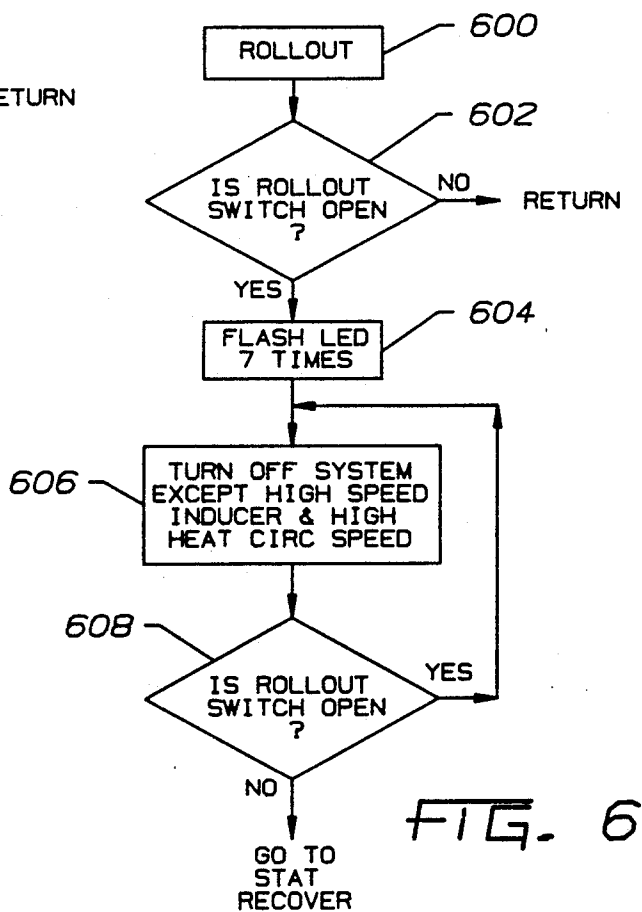 600
ROLLOUT
ETURN
602
IS ROLLOUT
SWITCH OPEN
?
NO
RETURN
YES
604
FLASH LED
7 TIMES
606
TURN OFF SYSTEM
EXCEPT HIGH SPEED
INDUCER & HIGH
HEAT CIRC SPEED
608
IS ROLLOUT
SWITCH OPEN
?
YES
NO
GO TO
STAT
RECOVER
FIG. 6